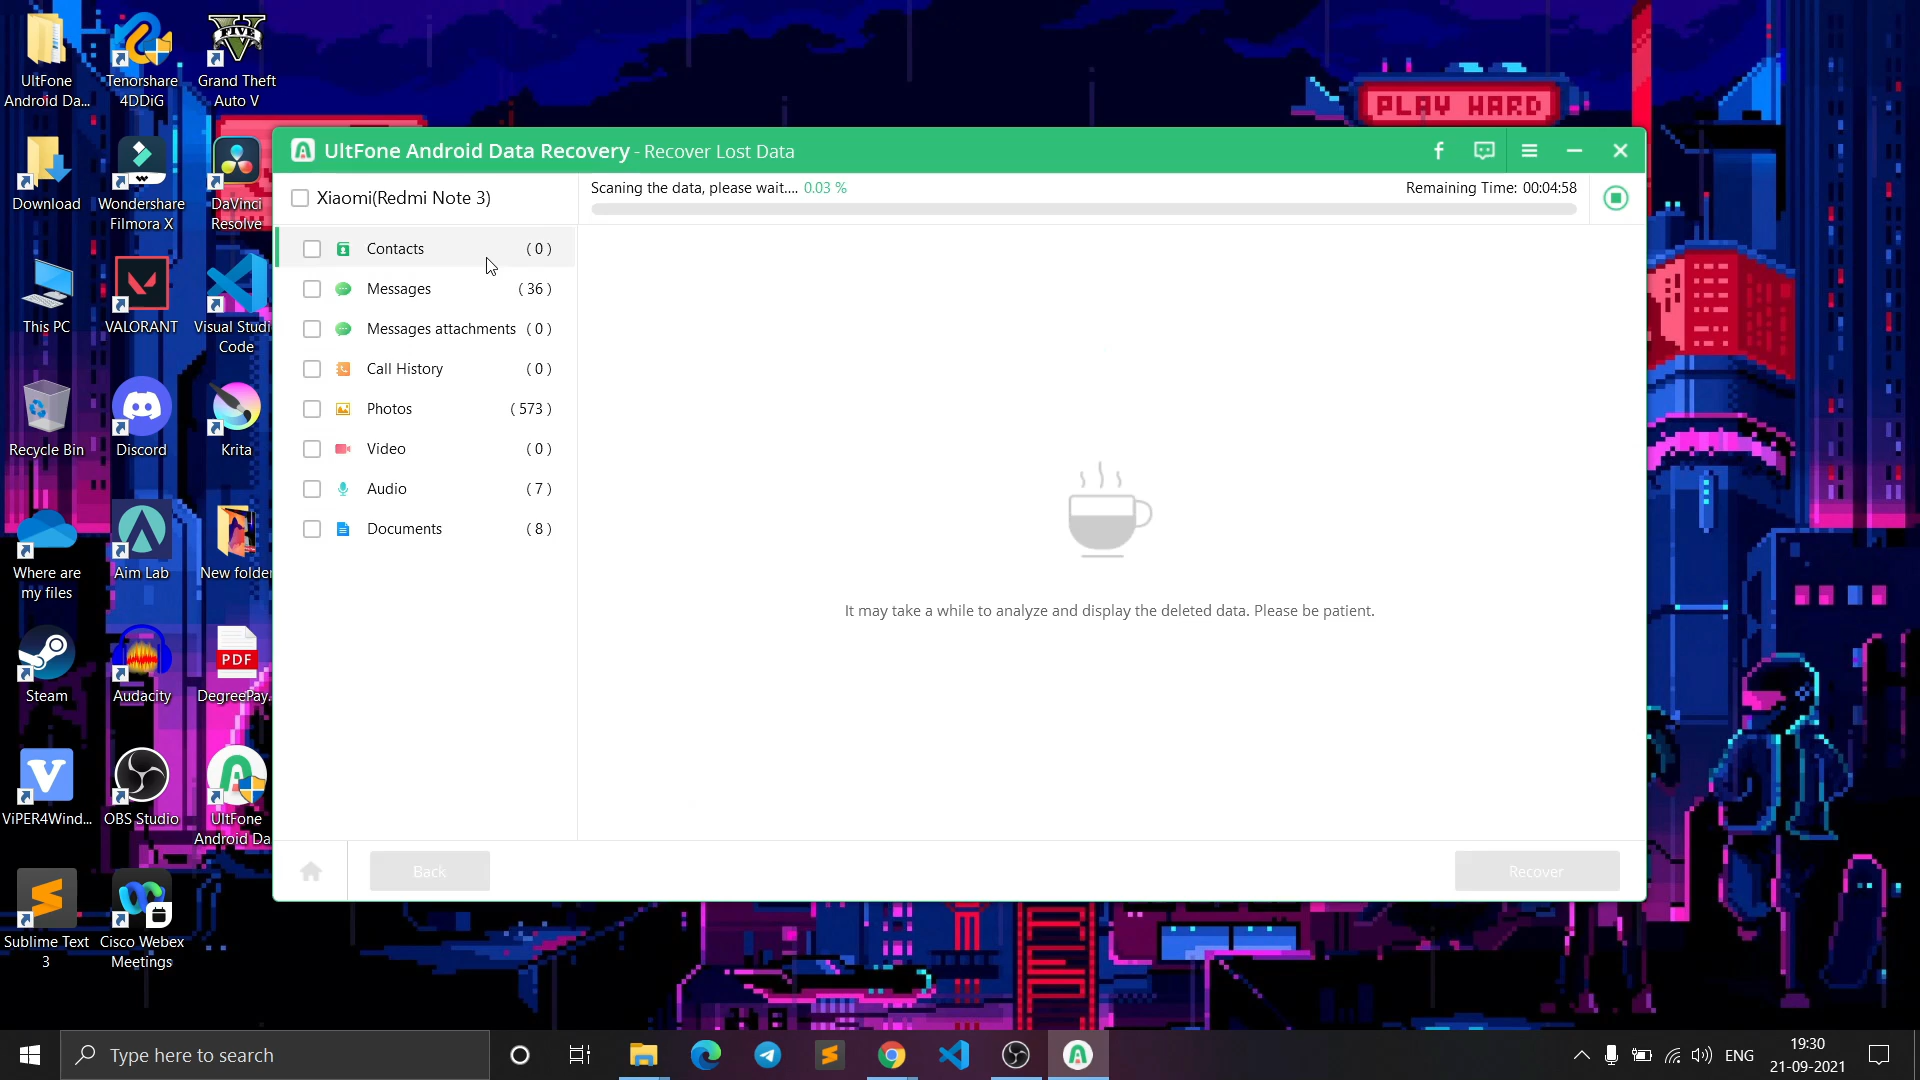 UltFone
Android Da...
Tenorshare
4DDiG
Grand Theft
Auto V
FIVE
PLAY HARD
UltFone Android Data Recovery - Recover Lost Data
Xiaomi(Redmi Note 3)
Scaning the data, please wait.... 0.03 %
Remaining Time: 00:04:58
Contacts ( 0 )
Messages ( 36 )
Messages attachments ( 0 )
Call History ( 0 )
Photos ( 573 )
Video ( 0 )
Audio ( 7 )
Documents ( 8 )
It may take a while to analyze and display the deleted data. Please be patient.
Back
Recover
Download
Wondershare
Filmora X
DaVinci
Resolve
This PC
VALORANT
Visual Studi
Code
Recycle Bin
Discord
Krita
Where are
my files
Aim Lab
New folder
Steam
Audacity
PDF
DegreePay.
ViPER4Wind...
OBS Studio
UltFone
Android Da
Sublime Text
3
Cisco Webex
Meetings
Type here to search
ENG
19:30
21-09-2021